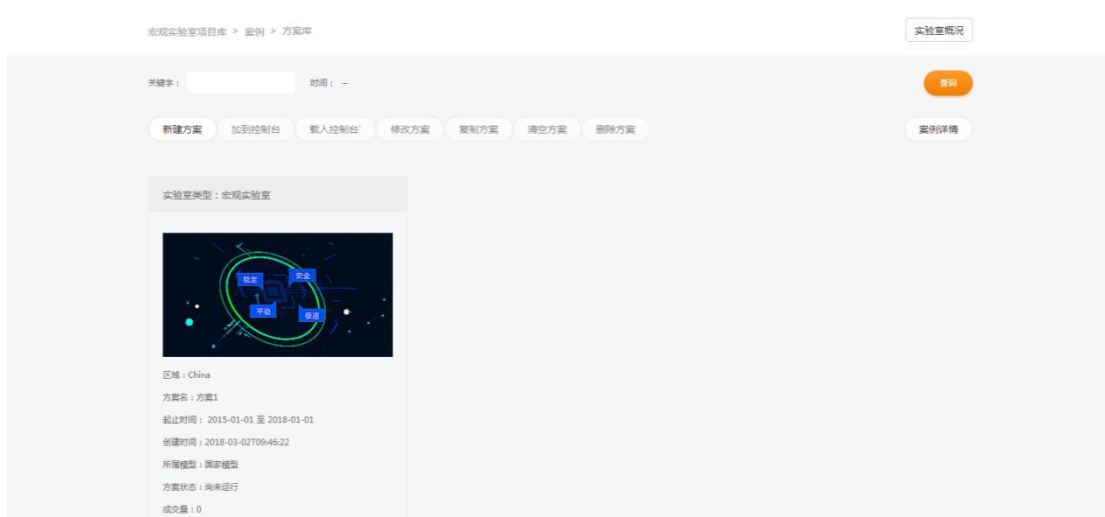 宏观实验室项目库 > 案例 > 方案库
实验室概况
关键字：
时间： –
查询
新建方案 加到控制台 载入控制台` 修改方案 复制方案 清空方案 删除方案
案例详情
实验室类型：宏观实验室
稳定
安全
平稳
极速
区域：China
方案名：方案1
起止时间： 2015-01-01 至 2018-01-01
创建时间：2018-03-02T09:46:22
所属模型：国家模型
方案状态：尚未运行
成交量：0